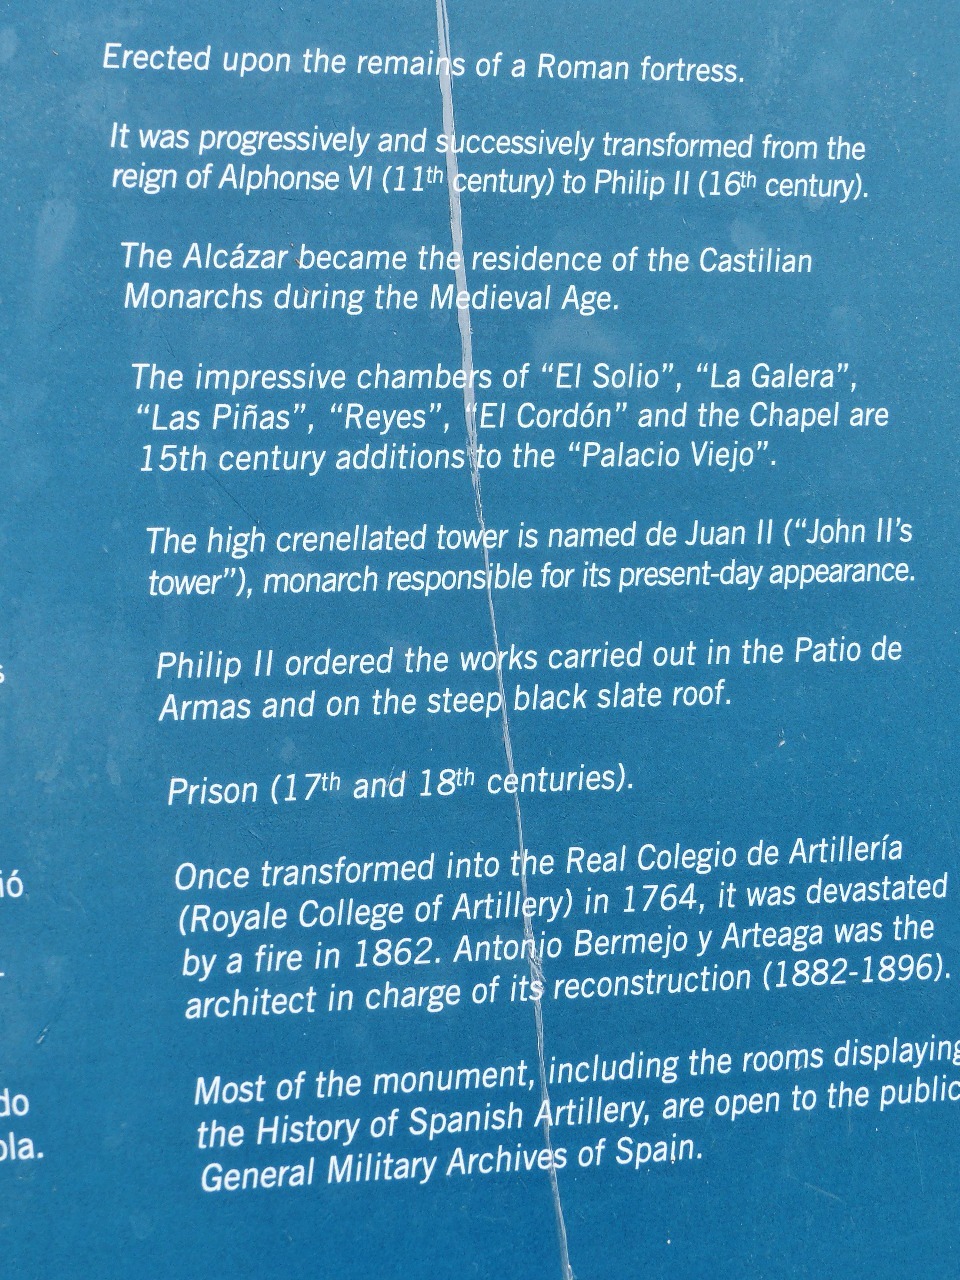 Erected upon the remains of a Roman fortress.
It was progressively and successively transformed from the
reign of Alphonse VI (11th century) to Philip II (16th century).
The Alcázar became the residence of the Castilian
Monarchs during the Medieval Age.
The impressive chambers of “El Solio”, “La Galera”,
“Las Piñas”, “Reyes”, “El Cordón” and the Chapel are
15th century additions to the “Palacio Viejo”.
The high crenellated tower is named de Juan II (“John II’s
tower”), monarch responsible for its present-day appearance.
Philip II ordered the works carried out in the Patio de
Armas and on the steep black slate roof.
Prison (17th and 18th centuries).
Once transformed into the Real Colegio de Artillería
(Royale College of Artillery) in 1764, it was devastated
by a fire in 1862. Antonio Bermejo y Arteaga was the
architect in charge of its reconstruction (1882-1896).
Most of the monument, including the rooms displaying
the History of Spanish Artillery, are open to the public
General Military Archives of Spain.